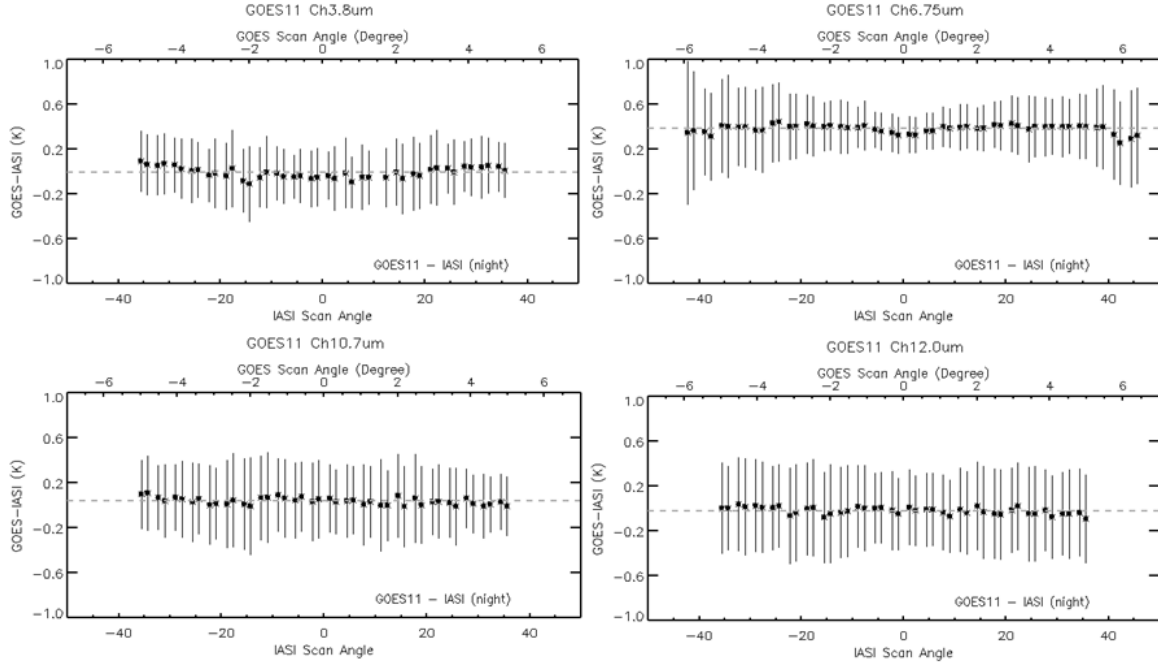 GOES11 Ch3.8um
GOES Scan Angle (Degree)
−6 −4 −2 0 2 4 6
1.0
0.6
0.2
−0.2
−0.6
−1.0
GOES−IASI (K)
GOES11 − IASI (night)
−40 −20 0 20 40
IASI Scan Angle
GOES11 Ch6.75um
GOES Scan Angle (Degree)
−6 −4 −2 0 2 4 6
1.0
0.6
0.2
−0.2
−0.6
−1.0
GOES−IASI (K)
GOES11 − IASI (night)
−40 −20 0 20 40
IASI Scan Angle
GOES11 Ch10.7um
GOES Scan Angle (Degree)
−6 −4 −2 0 2 4 6
1.0
0.6
0.2
−0.2
−0.6
−1.0
GOES−IASI (K)
GOES11 − IASI (night)
−40 −20 0 20 40
IASI Scan Angle
GOES11 Ch12.0um
GOES Scan Angle (Degree)
−6 −4 −2 0 2 4 6
1.0
0.6
0.2
−0.2
−0.6
−1.0
GOES−IASI (K)
GOES11 − IASI (night)
−40 −20 0 20 40
IASI Scan Angle